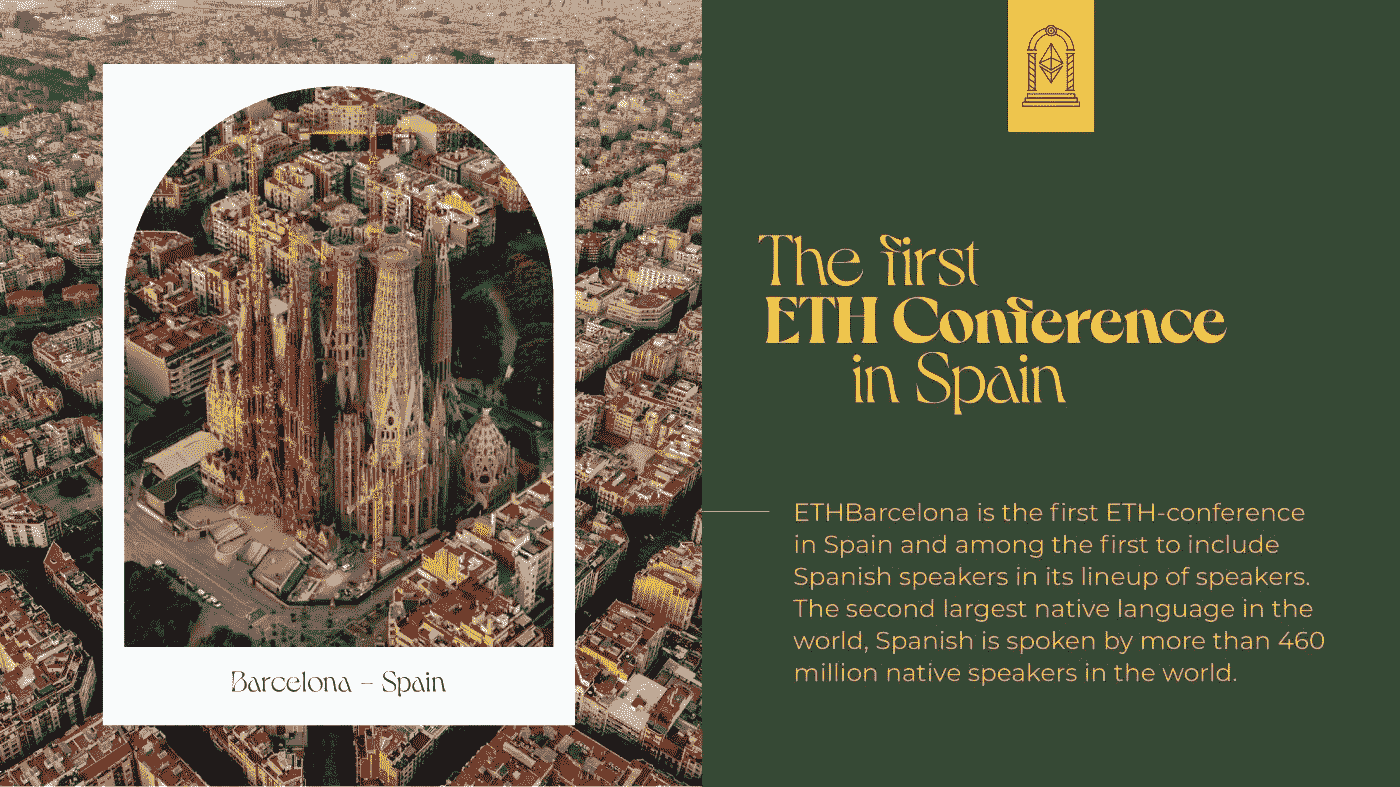 Barcelona – Spain
The first
ETH Conference
in Spain
ETHBarcelona is the first ETH-conference
in Spain and among the first to include
Spanish speakers in its lineup of speakers.
The second largest native language in the
world, Spanish is spoken by more than 460
million native speakers in the world.